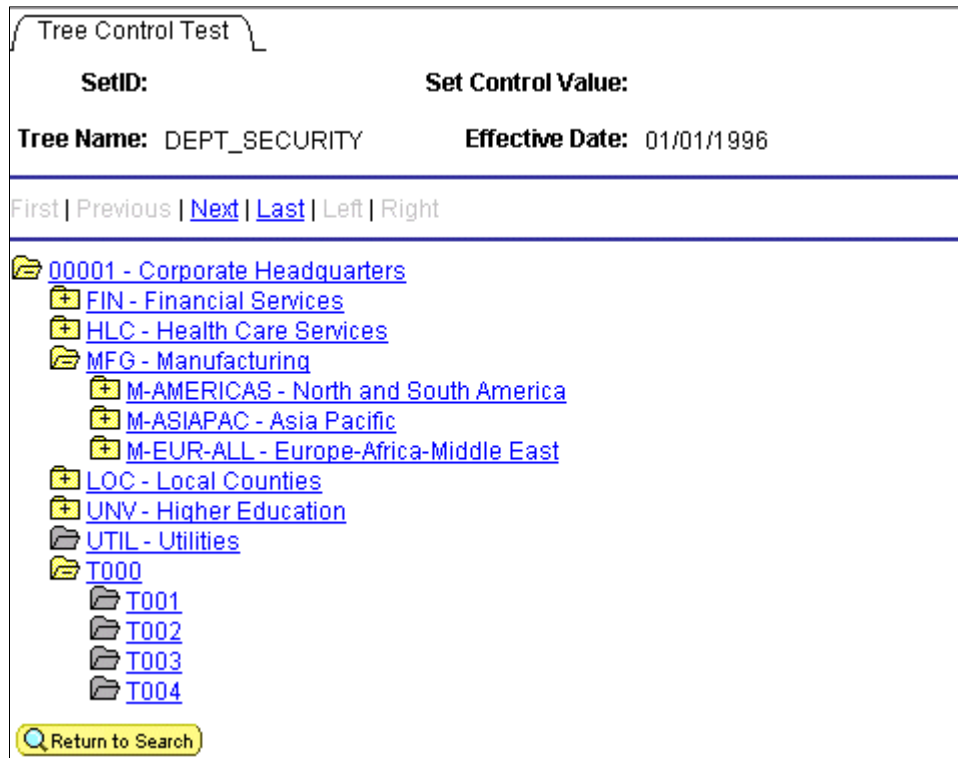 Tree Control Test
SetID: Set Control Value:
Tree Name: DEPT_SECURITY Effective Date: 01/01/1996
First | Previous | Next | Last | Left | Right
00001 - Corporate Headquarters
FIN - Financial Services
HLC - Health Care Services
MFG - Manufacturing
M-AMERICAS - North and South America
M-ASIAPAC - Asia Pacific
M-EUR-ALL - Europe-Africa-Middle East
LOC - Local Counties
UNV - Higher Education
UTIL - Utilities
T000
T001
T002
T003
T004
Return to Search